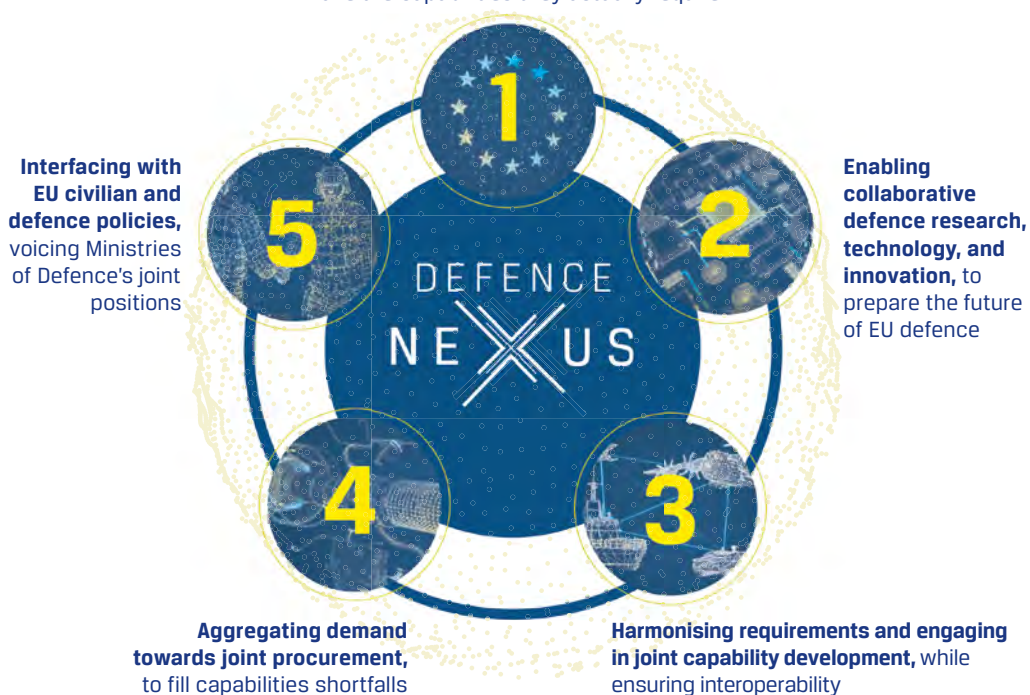 1
5
2
3
4
Interfacing with
EU civilian and
defence policies,
voicing Ministries
of Defence's joint
positions
Enabling
collaborative
defence research,
technology, and
innovation, to
prepare the future
of EU defence
DEFENCE
NEXUS
Aggregating demand
towards joint procurement,
to fill capabilities shortfalls
Harmonising requirements and engaging
in joint capability development, while
ensuring interoperability